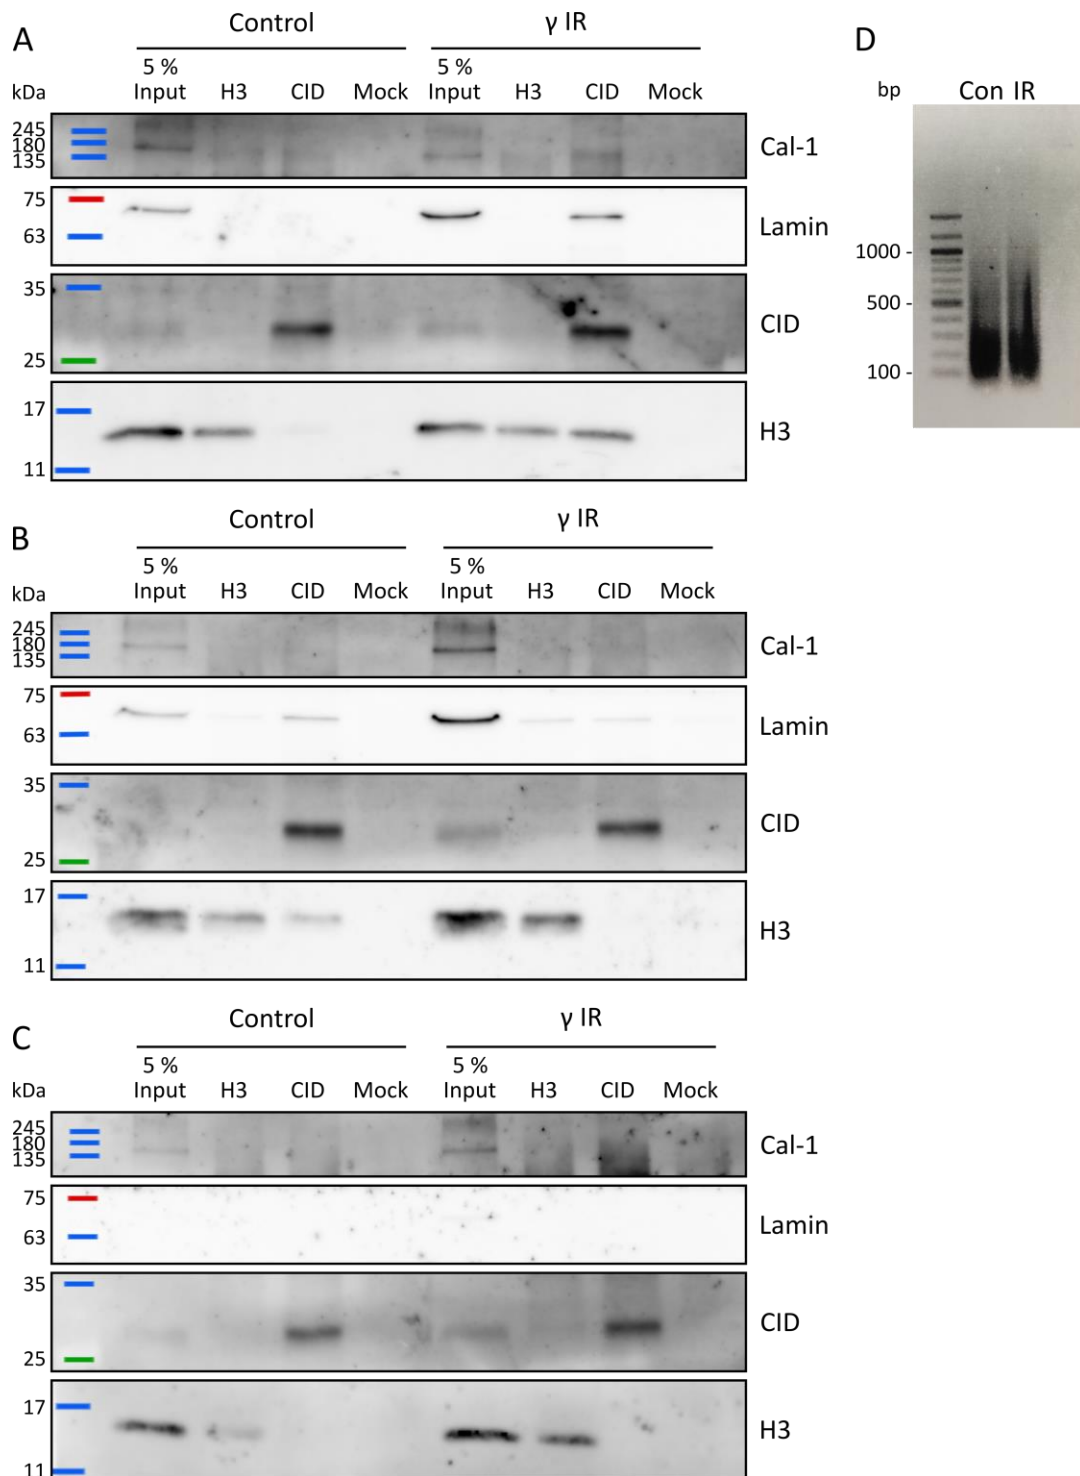 A
Control
γ IR
kDa
5 %
Input H3 CID Mock
5 %
Input H3 CID Mock
245
180
135
Cal-1
75
63
Lamin
35
25
CID
17
11
H3
D
bp
Con IR
1000 -
500 -
100 -
B
Control
γ IR
kDa
5 %
Input H3 CID Mock
5 %
Input H3 CID Mock
245
180
135
Cal-1
75
63
Lamin
35
25
CID
17
11
H3
C
Control
γ IR
kDa
5 %
Input H3 CID Mock
5 %
Input H3 CID Mock
245
180
135
Cal-1
75
63
Lamin
35
25
CID
17
11
H3